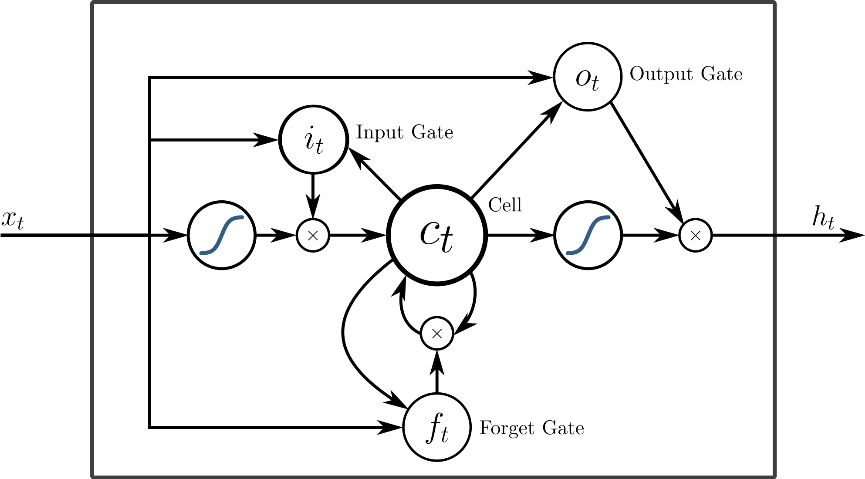 o_t Output Gate
i_t Input Gate
x_t
×
c_t
Cell
×
h_t
×
f_t Forget Gate